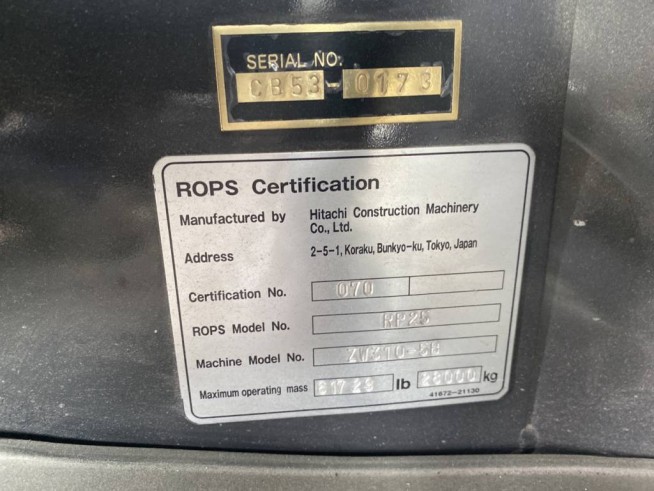 SERIAL NO.
CB53-0173
ROPS Certification
Manufactured by Hitachi Construction Machinery
Co., Ltd.
Address 2-5-1, Koraku, Bunkyo-ku, Tokyo, Japan
Certification No. 070
ROPS Model No. RP25
Machine Model No.
Maximum operating mass lb 28000 kg
41672-21130